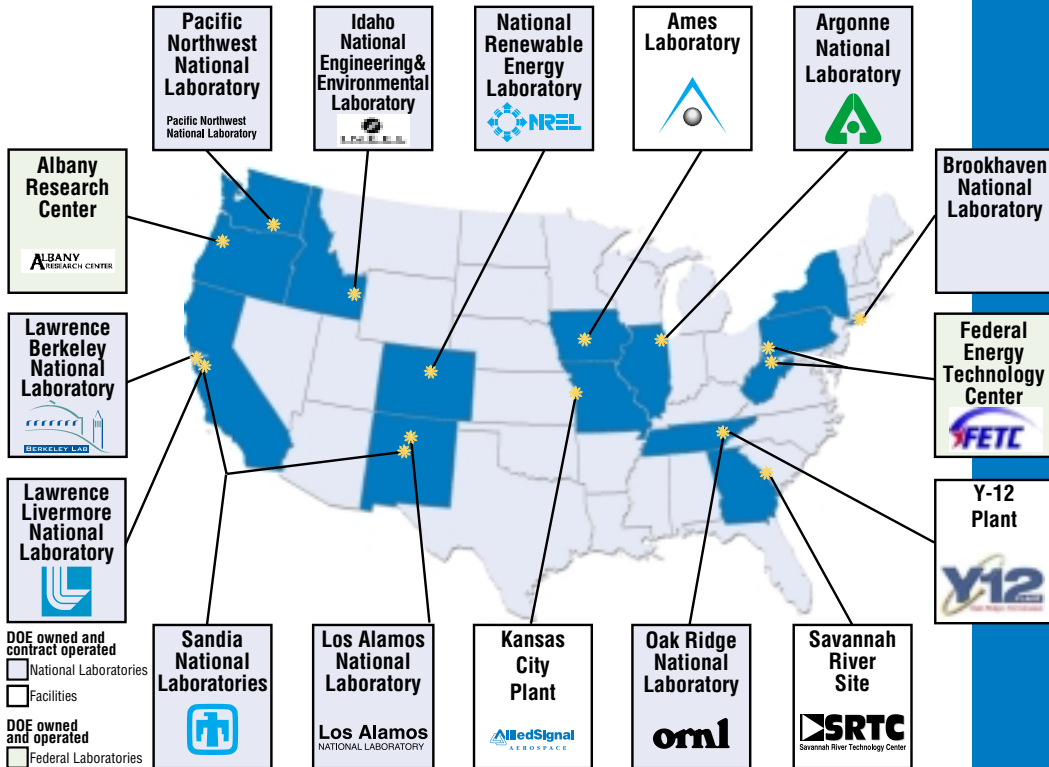 Pacific
Northwest
National
Laboratory
Pacific Northwest
National Laboratory
Idaho
National
Engineering&
Environmental
Laboratory
I.N.E.E.L.
National
Renewable
Energy
Laboratory
NREL
Ames
Laboratory
Argonne
National
Laboratory
Albany
Research
Center
ALBANY
RESEARCH CENTER
Brookhaven
National
Laboratory
Lawrence
Berkeley
National
Laboratory
BERKELEY LAB
Federal
Energy
Technology
Center
FETC
Lawrence
Livermore
National
Laboratory
Y-12
Plant
Y12
DOE owned and
contract operated
National Laboratories
Facilities
DOE owned
and operated
Federal Laboratories
Sandia
National
Laboratories
Los Alamos
National
Laboratory
Los Alamos
NATIONAL LABORATORY
Kansas
City
Plant
AlliedSignal
AEROSPACE
Oak Ridge
National
Laboratory
ornl
Savannah
River
Site
SRTC
Savannah River Technology Center